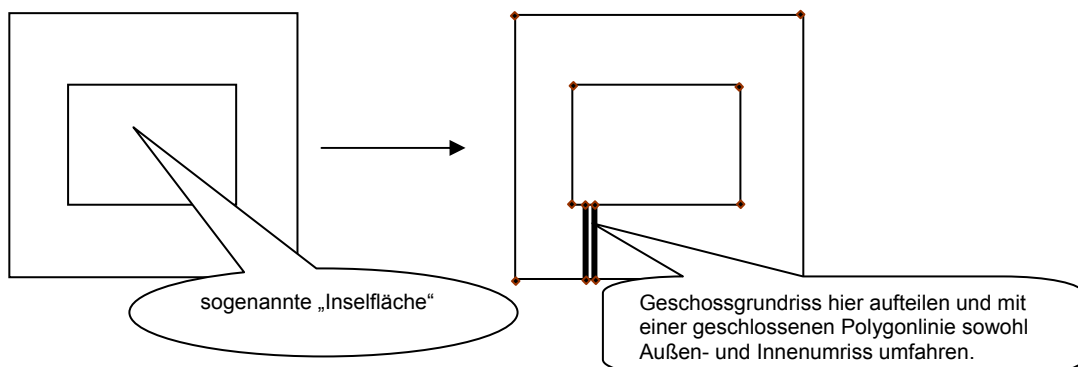 sogenannte „Inselfläche“
Geschossgrundriss hier aufteilen und mit
einer geschlossenen Polygonlinie sowohl
Außen- und Innenumriss umfahren.